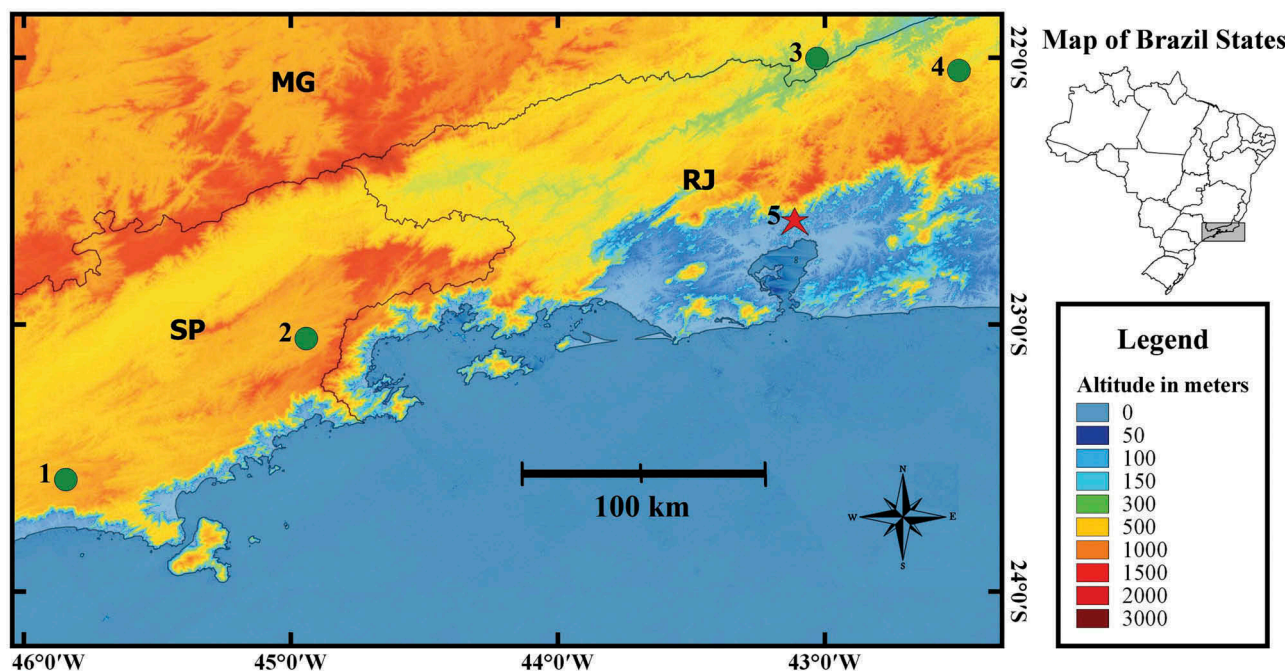 MG
3
4
22°0'S
RJ
5
SP
2
23°0'S
1
100 km
N
W
E
S
24°0'S
46°0'W
45°0'W
44°0'W
43°0'W
Map of Brazil States
Legend
Altitude in meters
0
50
100
150
300
500
1000
1500
2000
3000